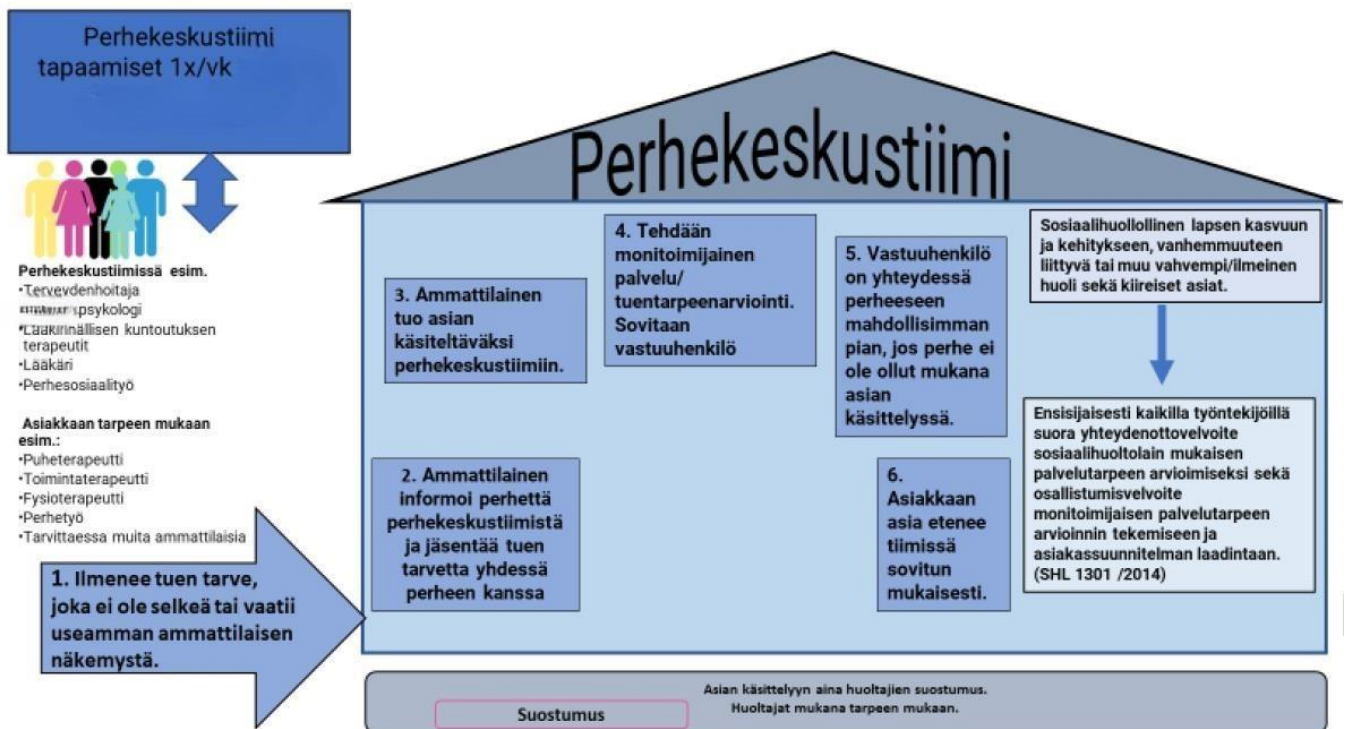 Perhekeskustiimi
tapaamiset 1x/vk
Perhekeskustiimissä esim.
•Terveydenhoitaja
psykologi
•Lääkinnällisen kuntoutuksen
terapeutit
•Lääkäri
•Perhesosiaalityö
Asiakkaan tarpeen mukaan
esim.:
•Puheterapeutti
•Toimintaterapeutti
•Fysioterapeutti
•Perhetyö
•Tarvittaessa muita ammattilaisia
1. Ilmenee tuen tarve,
joka ei ole selkeä tai vaatii
useamman ammattilaisen
näkemystä.
Perhekeskustiimi
2. Ammattilainen
informoi perhettä
perhekeskustiimistä
ja jäsentää tuen
tarvetta yhdessä
perheen kanssa
3. Ammattilainen
tuo asian
käsiteltäväksi
perhekeskustiimiin.
4. Tehdään
monitoimijainen
palvelu/
tuentarpeenarviointi.
Sovitaan
vastuuhenkilö
5. Vastuuhenkilö
on yhteydessä
perheeseen
mahdollisimman
pian, jos perhe ei
ole ollut mukana
asian
käsittelyssä.
6.
Asiakkaan
asia etenee
tiimissä
sovitun
mukaisesti.
Sosiaalihuollollinen lapsen kasvuun
ja kehitykseen, vanhemmuuteen
liittyvä tai muu vahvempi/ilmeinen
huoli sekä kiireiset asiat.
Ensisijaisesti kaikilla työntekijöillä
suora yhteydenottovelvoite
sosiaalihuoltolain mukaisen
palvelutarpeen arvioimiseksi sekä
osallistumisvelvoite
monitoimijaisen palvelutarpeen
arvioinnin tekemiseen ja
asiakassuunnitelman laadintaan.
(SHL 1301 /2014)
Asian käsittelyyn aina huoltajien suostumus.
Huoltajat mukana tarpeen mukaan.
Suostumus